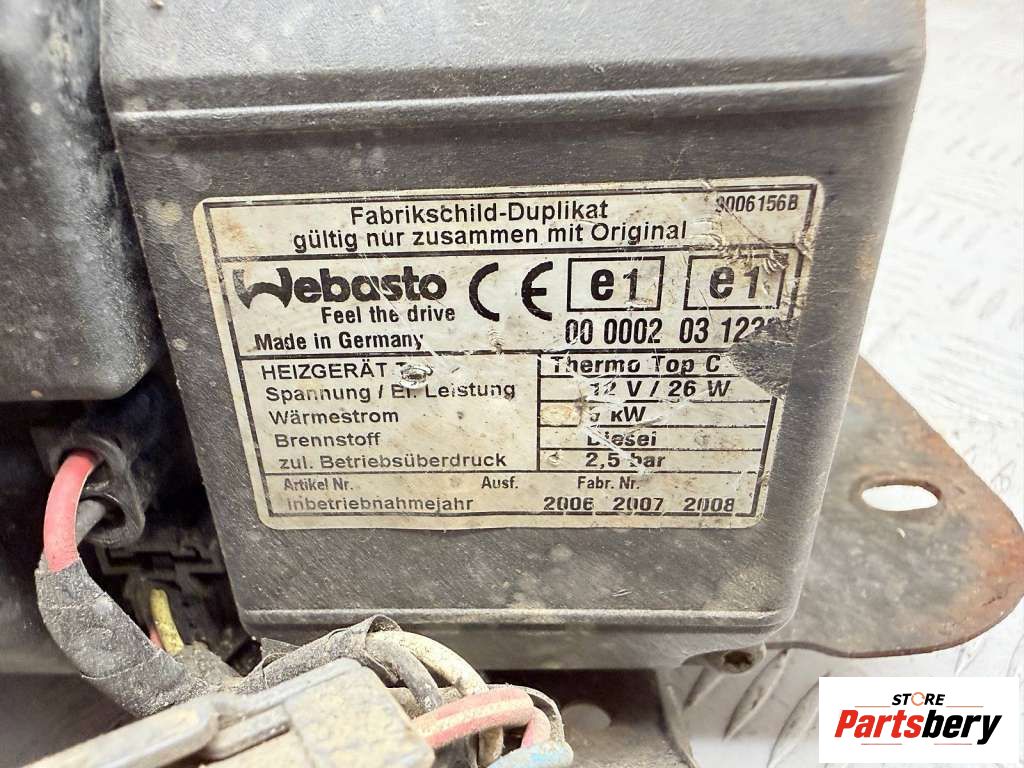 Fabrikschild-Duplikat 9006156B
gültig nur zusammen mit Original
Webasto CE e1 e1
Feel the drive
Made in Germany 00 0002 03
HEIZGERÄT Thermo Top C
Spannung / El. Leistung 12 V / 26 W
Wärmestrom kW
Brennstoff Diesel
zul. Betriebsüberdruck 2,5 bar
Artikel Nr. Ausf. Fabr. Nr.
Inbetriebnahmejahr 2006 2007 2008
STORE
Partsbery